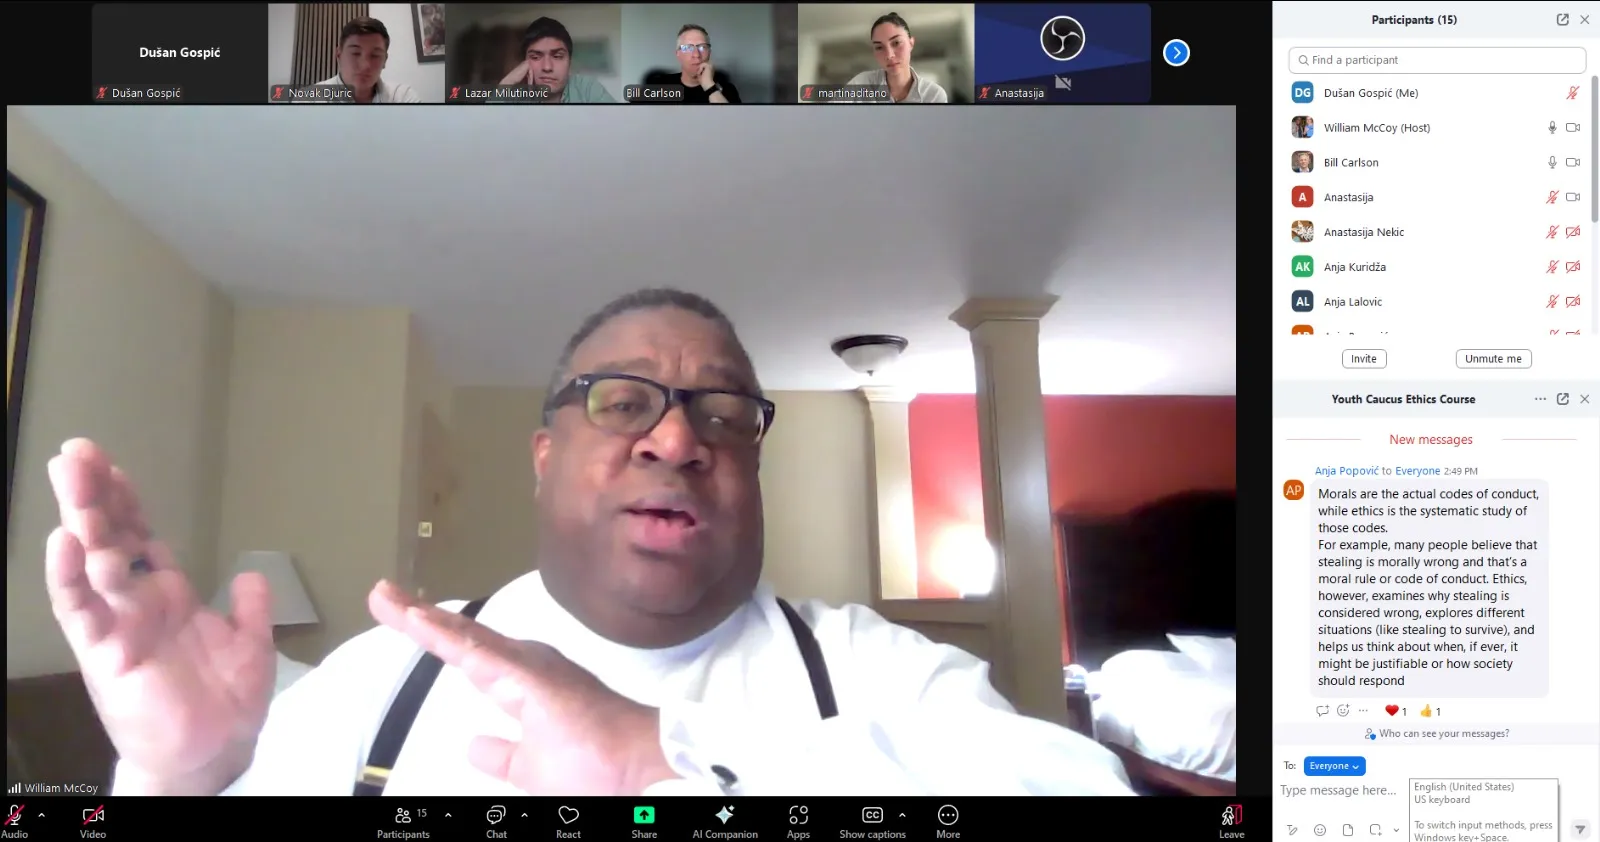 Dušan Gospić
Dušan Gospić
Novak Djuric
Lazar Milutinović
Bill Carlson
martinaditano
Anastasija
William McCoy
Participants (15)
Find a participant
DG Dušan Gospić (Me)
William McCoy (Host)
Bill Carlson
A Anastasija
Anastasija Nekic
AK Anja Kuridža
AL Anja Lalovic
Invite
Unmute me
Youth Caucus Ethics Course
New messages
Anja Popović to Everyone 2:49 PM
AP
Morals are the actual codes of conduct,
while ethics is the systematic study of
those codes.
For example, many people believe that
stealing is morally wrong and that's a
moral rule or code of conduct. Ethics,
however, examines why stealing is
considered wrong, explores different
situations (like stealing to survive), and
helps us think about when, if ever, it
might be justifiable or how society
should respond
1 1
Who can see your messages?
To: Everyone
Type message here...
English (United States)
US keyboard
To switch input methods, press
Windows key+Space.
Audio
Video
Participants 15
Chat
React
Share
AI Companion
Apps
CC
Show captions
More
Leave